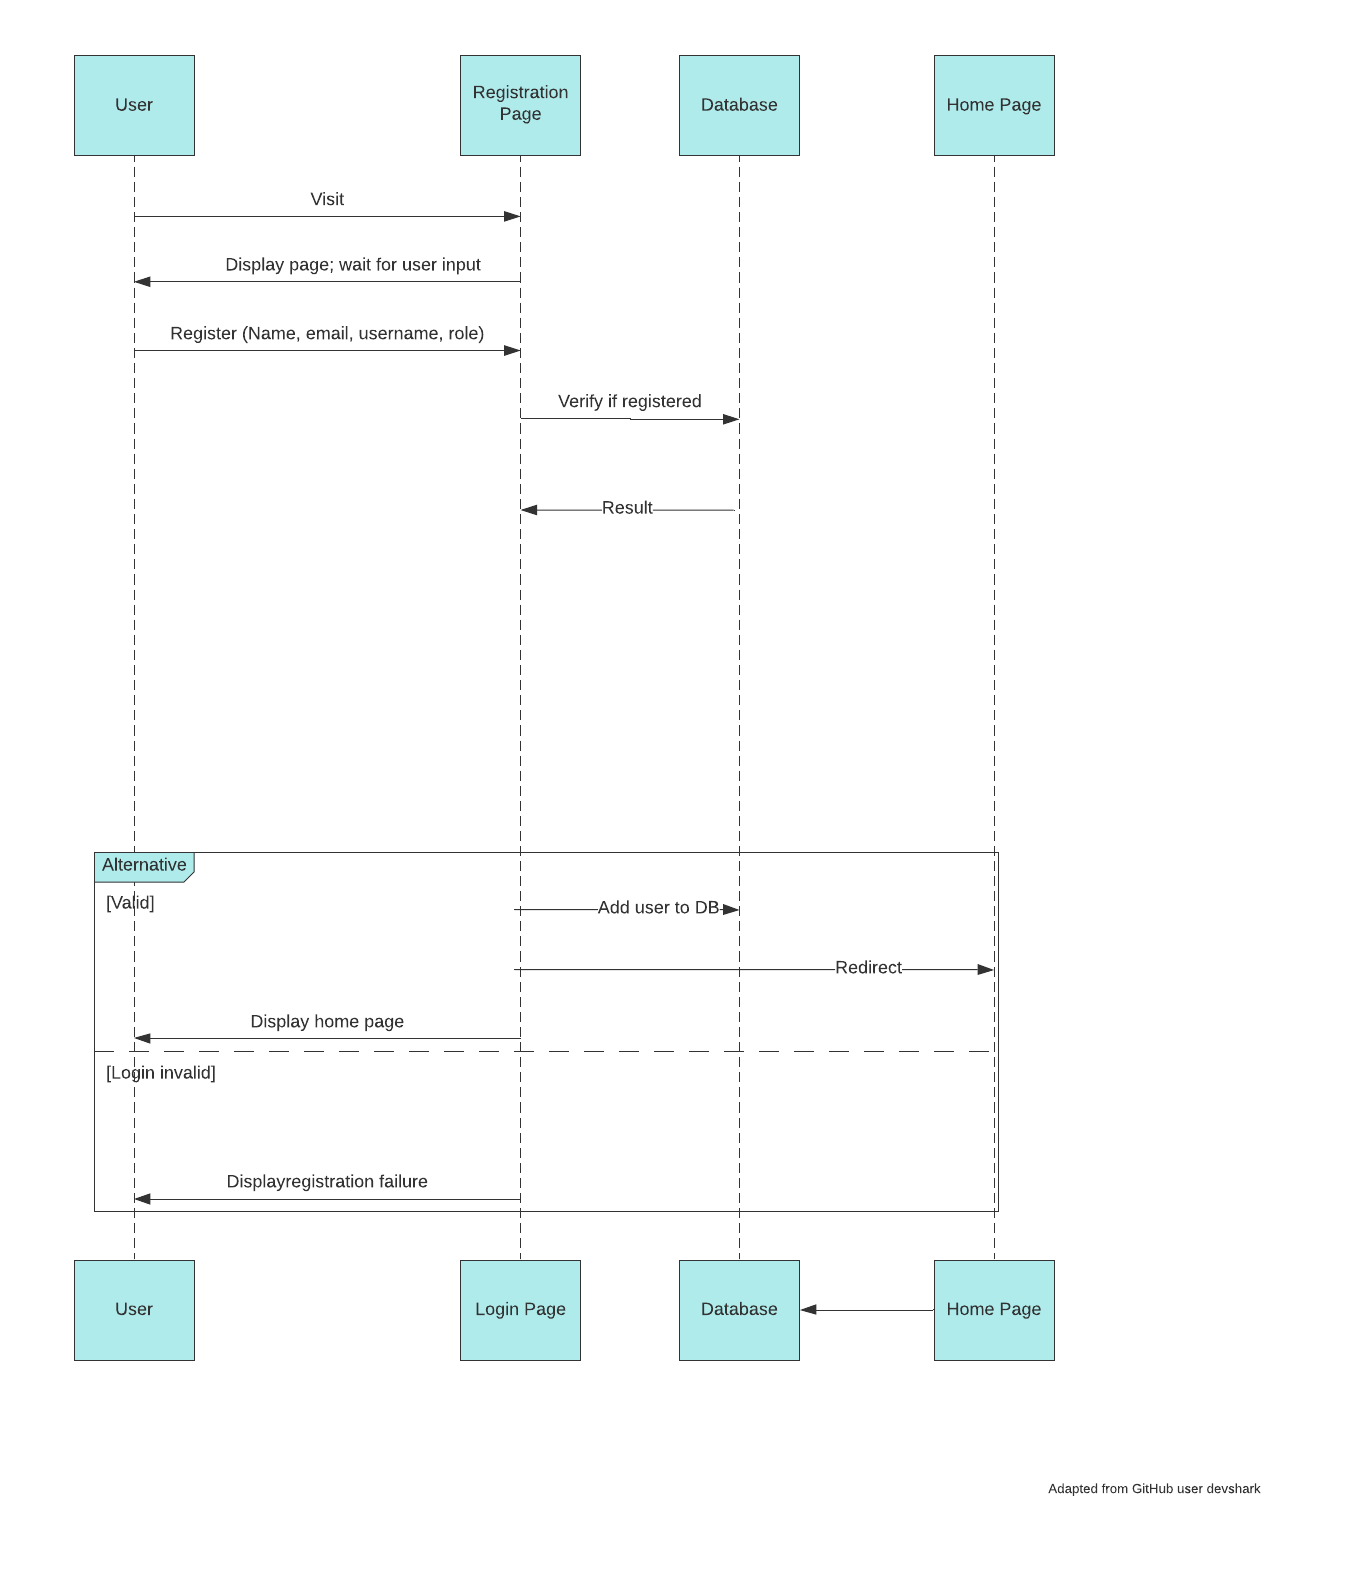 User
Registration
Page
Database
Home Page
Visit
Display page; wait for user input
Register (Name, email, username, role)
Verify if registered
Result
Alternative
[Valid]
Add user to DB
Redirect
Display home page
[Login invalid]
Displayregistration failure
User
Login Page
Database
Home Page
Adapted from GitHub user devshark